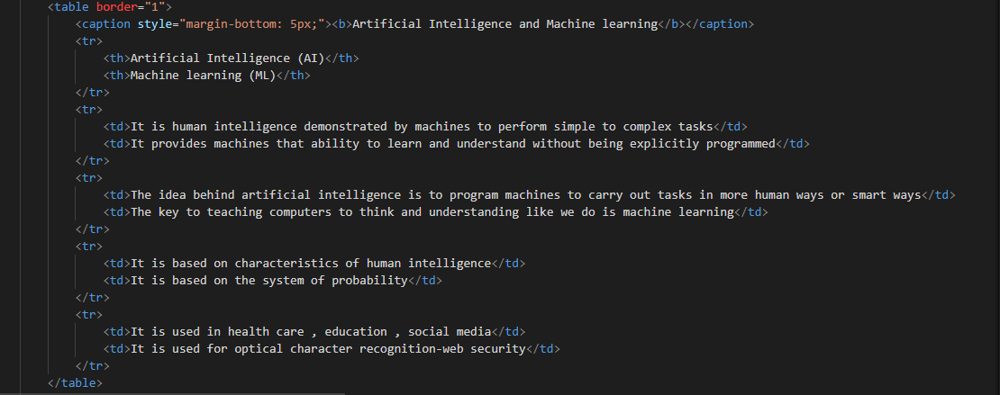 <table border="1">
<caption style="margin-bottom: 5px;"><b>Artificial Intelligence and Machine learning</b></caption>
<tr>
<th>Artificial Intelligence (AI)</th>
<th>Machine learning (ML)</th>
</tr>
<tr>
<td>It is human intelligence demonstrated by machines to perform simple to complex tasks</td>
<td>It provides machines that ability to learn and understand without being explicitly programmed</td>
</tr>
<tr>
<td>The idea behind artificial intelligence is to program machines to carry out tasks in more human ways or smart ways</td>
<td>The key to teaching computers to think and understanding like we do is machine learning</td>
</tr>
<tr>
<td>It is based on characteristics of human intelligence</td>
<td>It is based on the system of probability</td>
</tr>
<tr>
<td>It is used in health care , education , social media</td>
<td>It is used for optical character recognition-web security</td>
</tr>
</table>